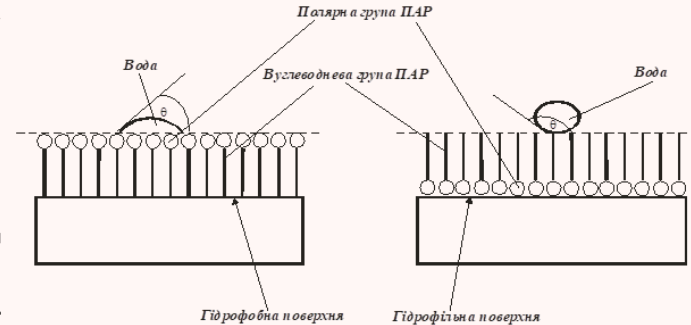 Полярна група ПАР
Вода
Вуглеводнева група ПАР
Вода
θ
θ
Гідрофобна поверхня
Гідрофільна поверхня